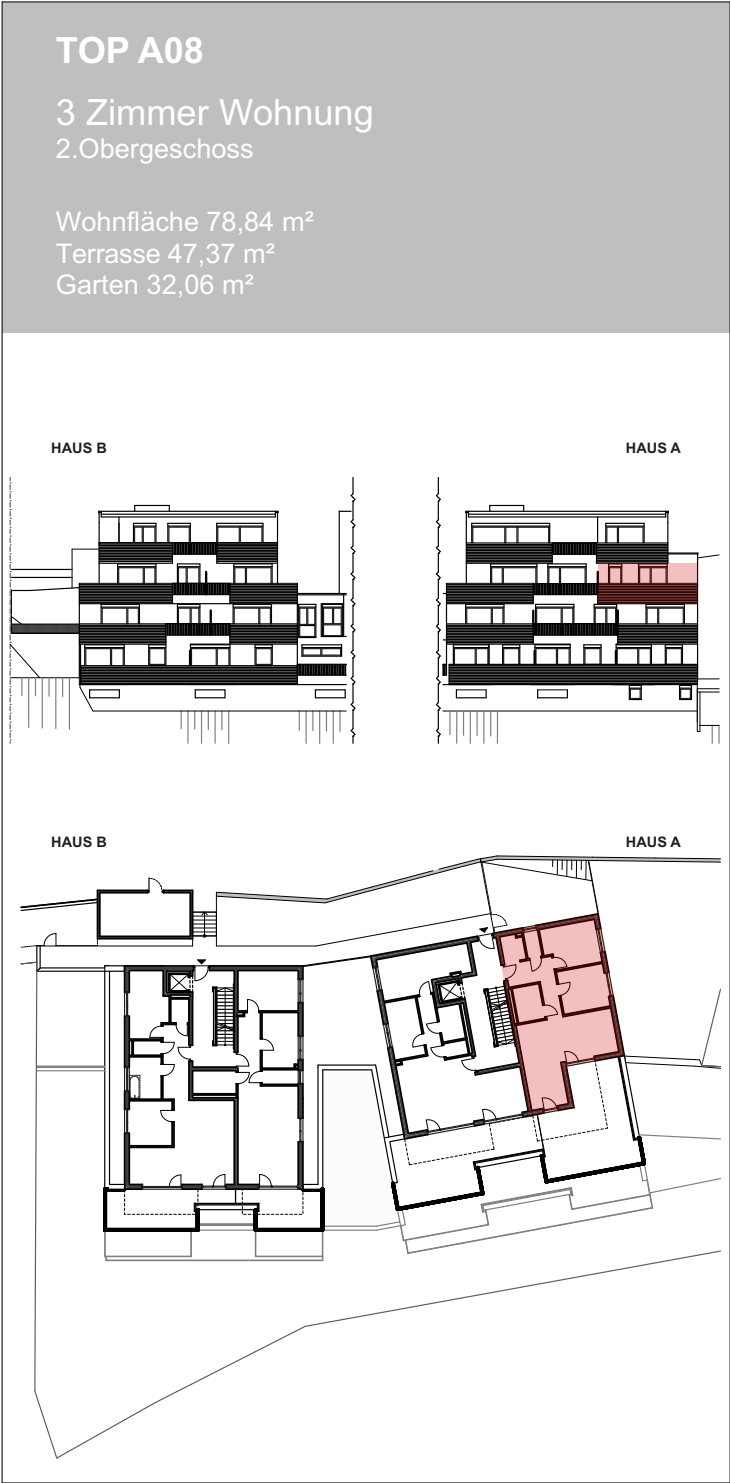 TOP A08
3 Zimmer Wohnung
2.Obergeschoss
Wohnfläche 78,84 m²
Terrasse 47,37 m²
Garten 32,06 m²
HAUS B
HAUS A
HAUS B
HAUS A